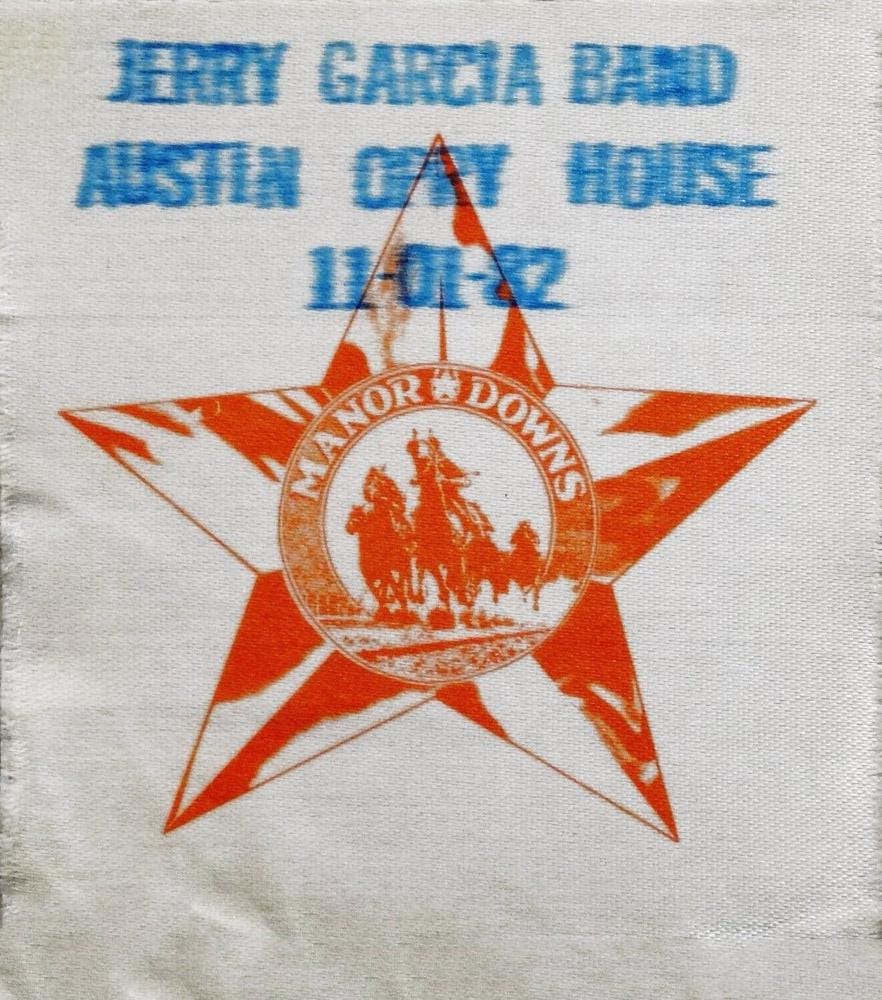 JERRY GARCIA BAND
AUSTIN OPRY HOUSE
11-01-82
MANOR DOWNS